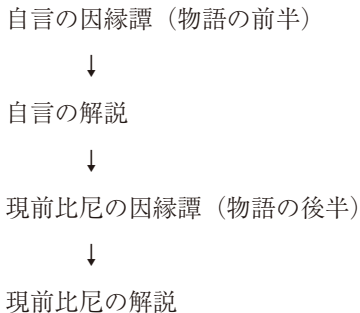 自言の因縁譚（物語の前半）
↓
自言の解説
↓
現前比尼の因縁譚（物語の後半）
↓
現前比尼の解説